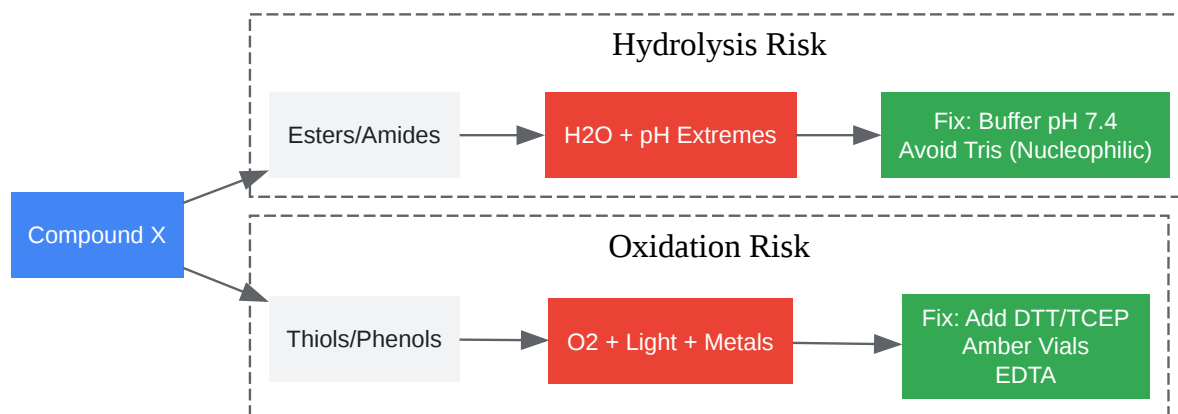 Hydrolysis Risk
Esters/Amides
H2O + pH Extremes
Fix: Buffer pH 7.4
Avoid Tris (Nucleophilic)
Compound X
Oxidation Risk
Thiols/Phenols
O2 + Light + Metals
Fix: Add DTT/TCEP
Amber Vials
EDTA